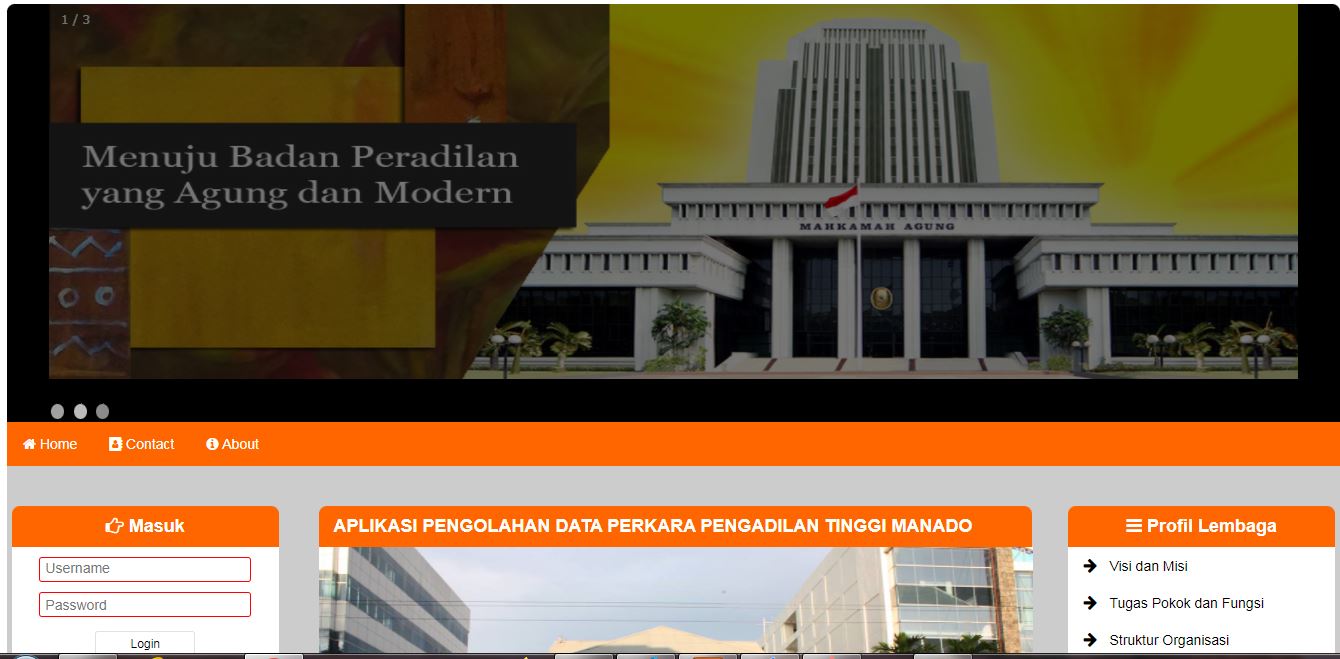 1 / 3
Menuju Badan Peradilan
yang Agung dan Modern
MAHKAMAH AGUNG
Home
Contact
About
Masuk
Username
Password
Login
APLIKASI PENGOLAHAN DATA PERKARA PENGADILAN TINGGI MANADO
Profil Lembaga
Visi dan Misi
Tugas Pokok dan Fungsi
Struktur Organisasi